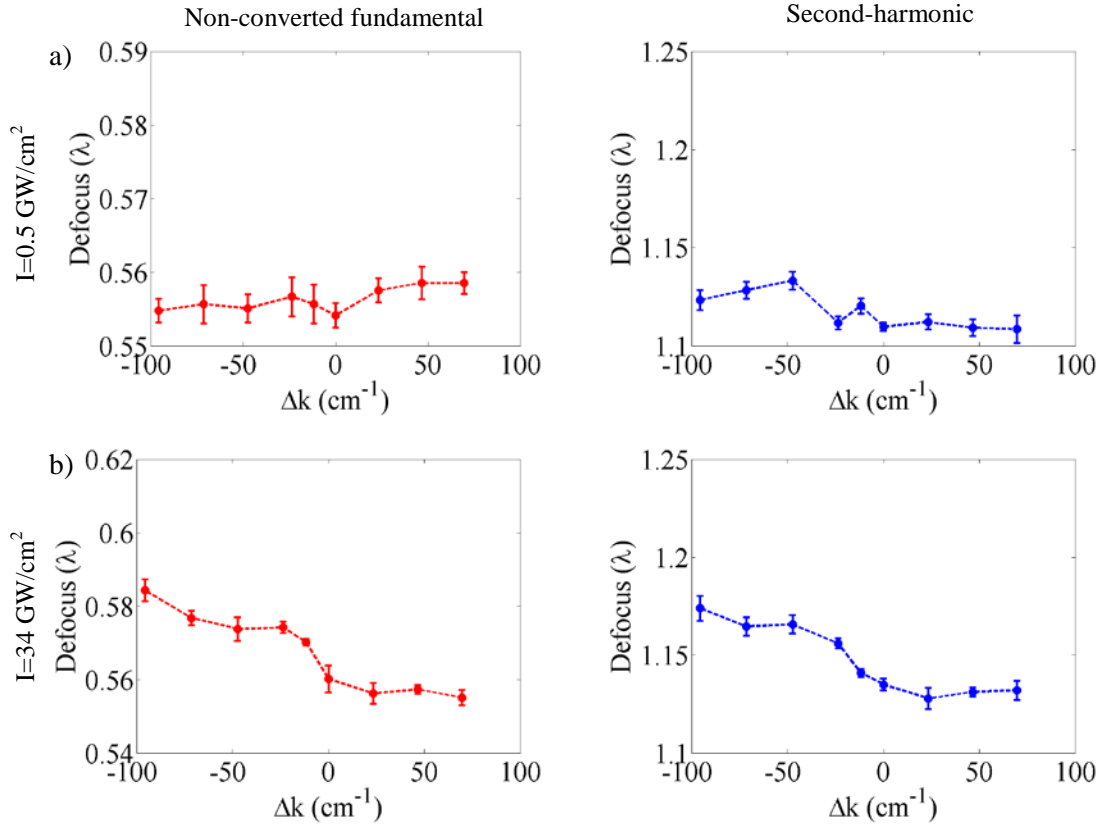 Non-converted fundamental
Second-harmonic
a)
I=0.5 GW/cm²
0.59
0.58
0.57
0.56
0.55
Defocus (λ)
-100 -50 0 50 100
Δk (cm⁻¹)
1.25
1.2
1.15
1.1
Defocus (λ)
-100 -50 0 50 100
Δk (cm⁻¹)
b)
I=34 GW/cm²
0.62
0.6
0.58
0.56
0.54
Defocus (λ)
-100 -50 0 50 100
Δk (cm⁻¹)
1.25
1.2
1.15
1.1
Defocus (λ)
-100 -50 0 50 100
Δk (cm⁻¹)